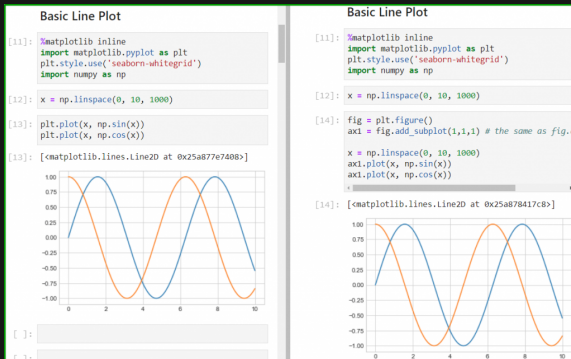 Basic Line Plot
[11]:
%matplotlib inline
import matplotlib.pyplot as plt
plt.style.use('seaborn-whitegrid')
import numpy as np
[12]:
x = np.linspace(0, 10, 1000)
[13]:
plt.plot(x, np.sin(x))
plt.plot(x, np.cos(x))
[13]:
[<matplotlib.lines.Line2D at 0x25a877e7408>]
1.00
0.75
0.50
0.25
0.00
−0.25
−0.50
−0.75
−1.00
0 2 4 6 8 10
[ ]:
Basic Line Plot
[11]:
%matplotlib inline
import matplotlib.pyplot as plt
plt.style.use('seaborn-whitegrid')
import numpy as np
[12]:
x = np.linspace(0, 10, 1000)
[14]:
fig = plt.figure()
ax1 = fig.add_subplot(1,1,1) # the same as fig.
x = np.linspace(0, 10, 1000)
ax1.plot(x, np.sin(x))
ax1.plot(x, np.cos(x))
[14]:
[<matplotlib.lines.Line2D at 0x25a878417c8>]
1.00
0.75
0.50
0.25
0.00
−0.25
−0.50
−0.75
−1.00
0 2 4 6 8 10